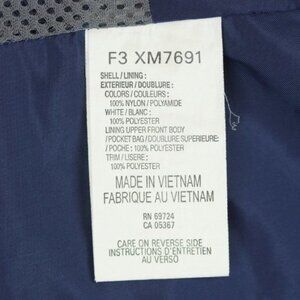 F3 XM7691
SHELL / LINING :
EXTERIEUR / DOUBLURE :
COLORS / COULEURS :
100% NYLON / POLYAMIDE
WHITE / BLANC :
100% POLYESTER
LINING UPPER FRONT BODY
/ POCKET BAG / DOUBLURE SUPERIEURE
/ POCHE : 100% POLYESTER
TRIM / LISERE :
100% POLYESTER
MADE IN VIETNAM
FABRIQUE AU VIETNAM
RN 69724
CA 05367
CARE ON REVERSE SIDE
INSTRUCTIONS D'ENTRETIEN
AU VERSO